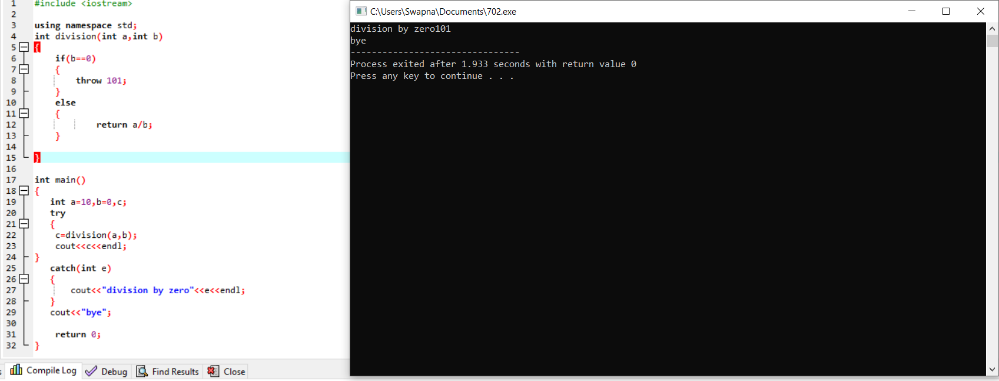 1 #include <iostream>
2
3 using namespace std;
4 int division(int a,int b)
5 {
6 if(b==0)
7 {
8 throw 101;
9 }
10 else
11 {
12 return a/b;
13 }
14
15 }
16
17 int main()
18 {
19 int a=10,b=0,c;
20 try
21 {
22 c=division(a,b);
23 cout<<c<<endl;
24 }
25 catch(int e)
26 {
27 cout<<"division by zero"<<e<<endl;
28 }
29 cout<<"bye";
30
31 return 0;
32 }
s Compile Log Debug Find Results Close
C:\Users\Swapna\Documents\702.exe
division by zero101
bye
--------------------------------
Process exited after 1.933 seconds with return value 0
Press any key to continue . . .